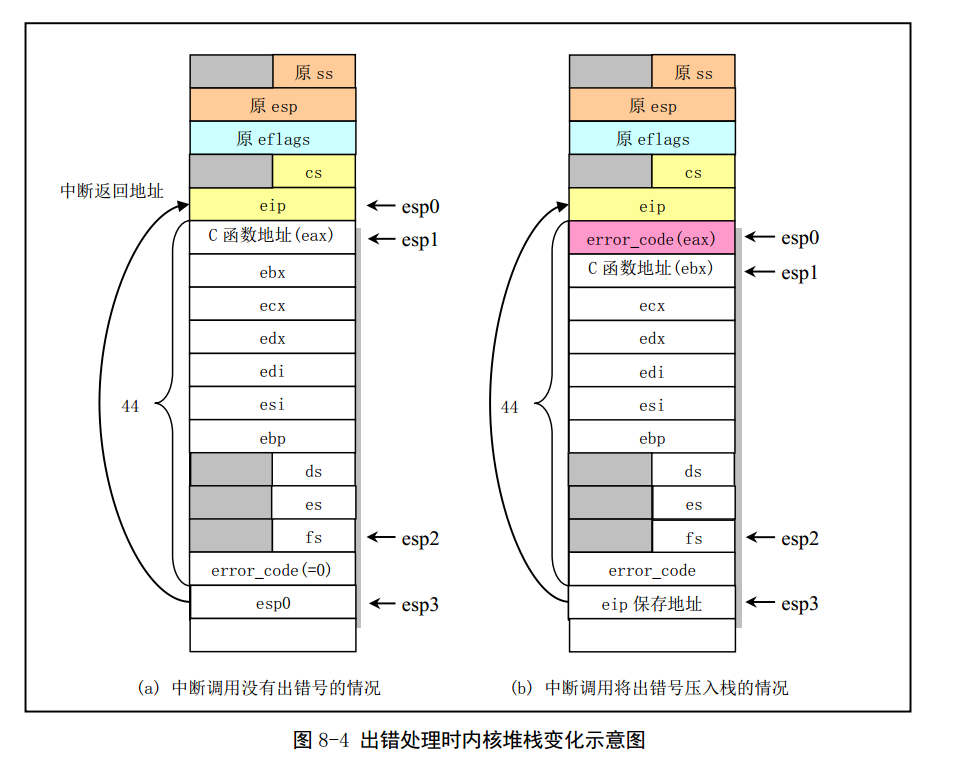 原 ss
原 esp
原 eflags
cs
中断返回地址
eip
esp0
C 函数地址(eax)
esp1
ebx
ecx
edx
edi
44
esi
ebp
ds
es
fs
esp2
error_code(=0)
esp0
esp3
(a) 中断调用没有出错号的情况
原 ss
原 esp
原 eflags
cs
eip
error_code(eax)
esp0
C 函数地址(ebx)
esp1
ecx
edx
edi
44
esi
ebp
ds
es
fs
esp2
error_code
eip 保存地址
esp3
(b) 中断调用将出错号压入栈的情况
图 8-4 出错处理时内核堆栈变化示意图